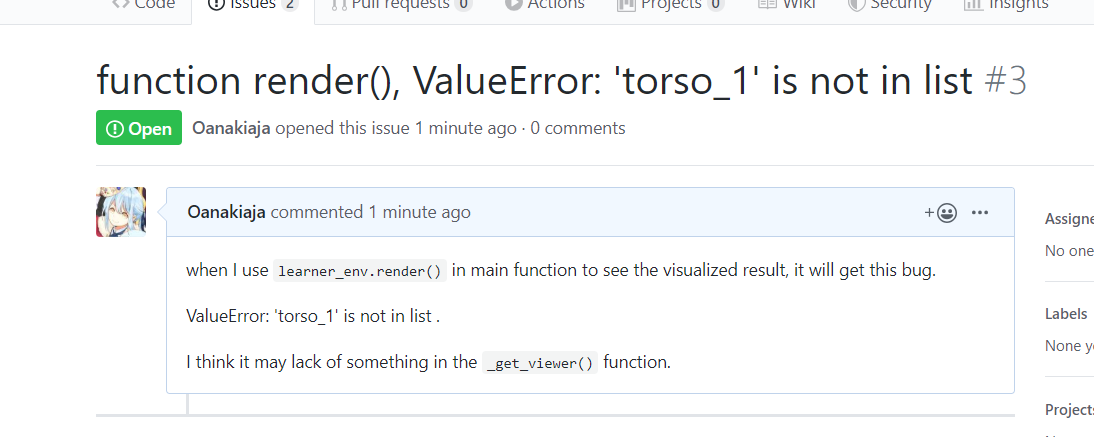 Code Issues 2 Pull requests 0 Actions Projects 0 Wiki Security Insights
function render(), ValueError: 'torso_1' is not in list #3
Open Oanakiaja opened this issue 1 minute ago · 0 comments
Oanakiaja commented 1 minute ago
when I use learner_env.render() in main function to see the visualized result, it will get this bug.
ValueError: 'torso_1' is not in list .
I think it may lack of something in the _get_viewer() function.
Assigne
No one
Labels
None y
Projects